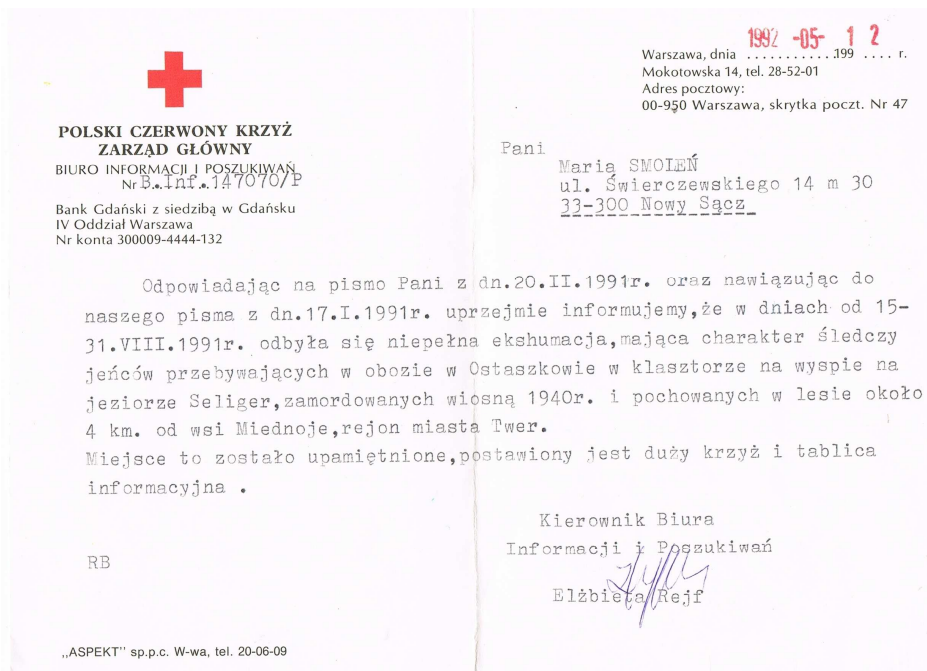 1992 -05- 1 2
Warszawa, dnia ........... 199 .... r.
Mokotowska 14, tel. 28-52-01
Adres pocztowy:
00-950 Warszawa, skrytka poczt. Nr 47
POLSKI CZERWONY KRZYŻ
ZARZĄD GŁÓWNY
BIURO INFORMACJI I POSZUKIWAŃ
Nr B..Inf..147070/P
Bank Gdański z siedzibą w Gdańsku
IV Oddział Warszawa
Nr konta 300009-4444-132
Pani
Maria SMOLEŃ
ul. Świerczewskiego 14 m 30
33-300 Nowy Sącz
Odpowiadając na pismo Pani z dn.20.II.1991r. oraz nawiązując do
naszego pisma z dn.17.I.1991r. uprzejmie informujemy,że w dniach od 15-
31.VIII.1991r. odbyła się niepełna ekshumacja,mająca charakter śledczy
jeńców przebywających w obozie w Ostaszkowie w klasztorze na wyspie na
jeziorze Seliger,zamordowanych wiosną 1940r. i pochowanych w lesie około
4 km. od wsi Miednoje,rejon miasta Twer.
Miejsce to zostało upamiętnione,postawiony jest duży krzyż i tablica
informacyjna .
Kierownik Biura
Informacji i Poszukiwań
Elżbieta Rejf
RB
„ASPEKT" sp.p.c. W-wa, tel. 20-06-09